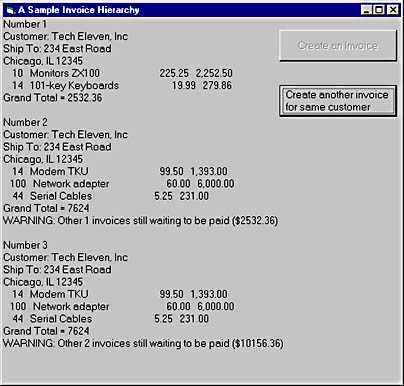 A Sample Invoice Hierarchy
Number 1
Customer: Tech Eleven, Inc
Ship To: 234 East Road
Chicago, IL 12345
10 Monitors ZX100 225.25 2,252.50
14 101-key Keyboards 19.99 279.86
Grand Total = 2532.36
Number 2
Customer: Tech Eleven, Inc
Ship To: 234 East Road
Chicago, IL 12345
14 Modem TKU 99.50 1,393.00
100 Network adapter 60.00 6,000.00
44 Serial Cables 5.25 231.00
Grand Total = 7624
WARNING: Other 1 invoices still waiting to be paid ($2532.36)
Number 3
Customer: Tech Eleven, Inc
Ship To: 234 East Road
Chicago, IL 12345
14 Modem TKU 99.50 1,393.00
100 Network adapter 60.00 6,000.00
44 Serial Cables 5.25 231.00
Grand Total = 7624
WARNING: Other 2 invoices still waiting to be paid ($10156.36)
Create an Invoice
Create another invoice
for same customer